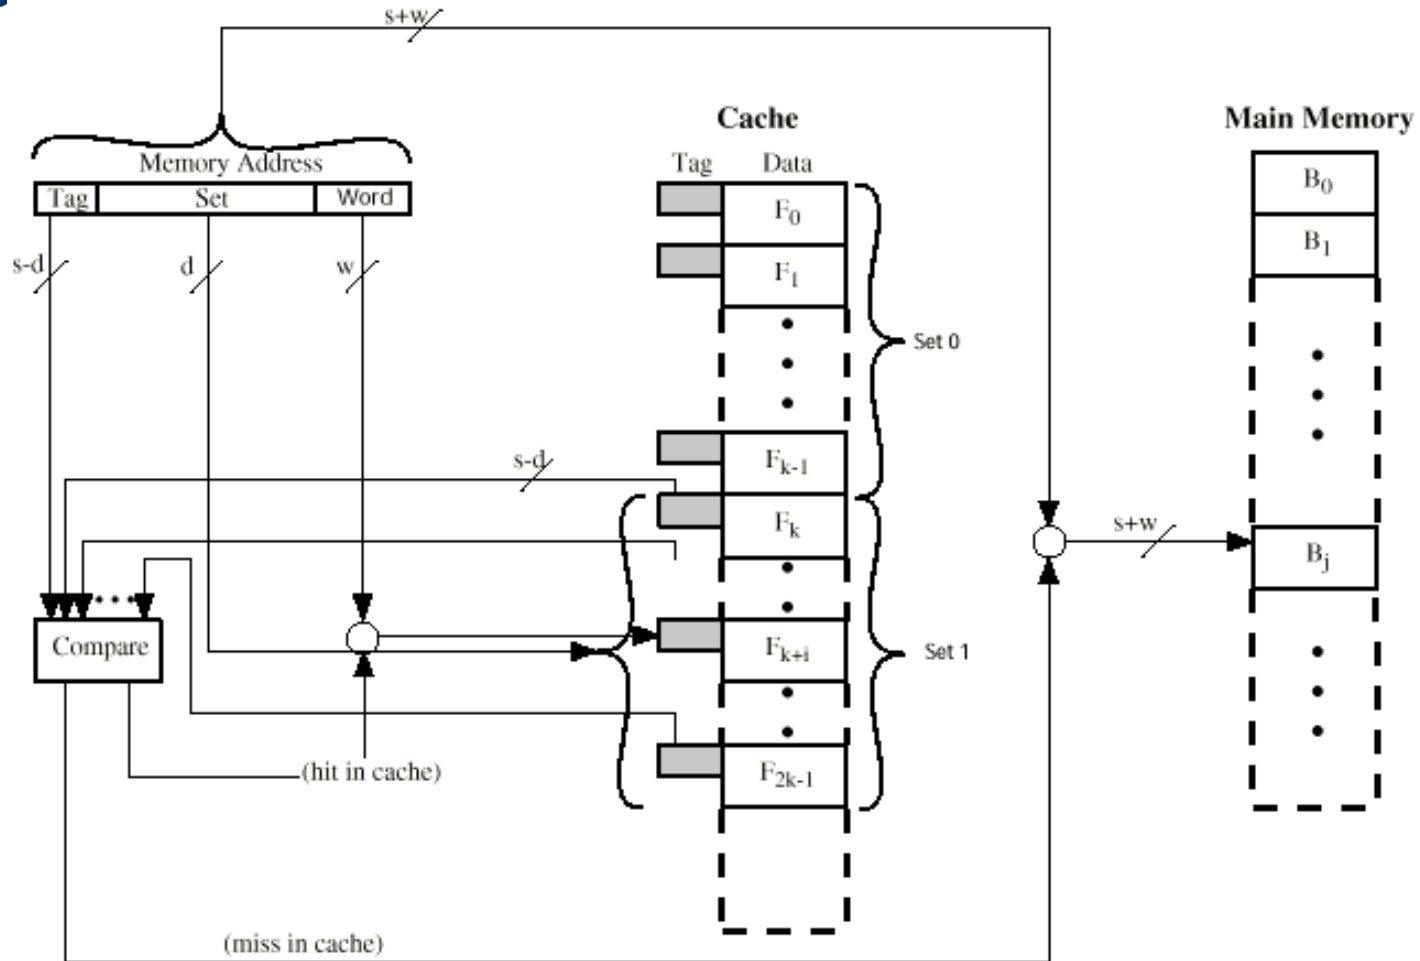 s+w
Cache
Main Memory
Memory Address
Tag Data
Tag Set Word
F0
F1
B0
B1
s-d d w
Set 0
Fk-1
s-d
Fk
s+w
Bj
Compare
Fk+i
Set 1
F2k-1
(hit in cache)
(miss in cache)